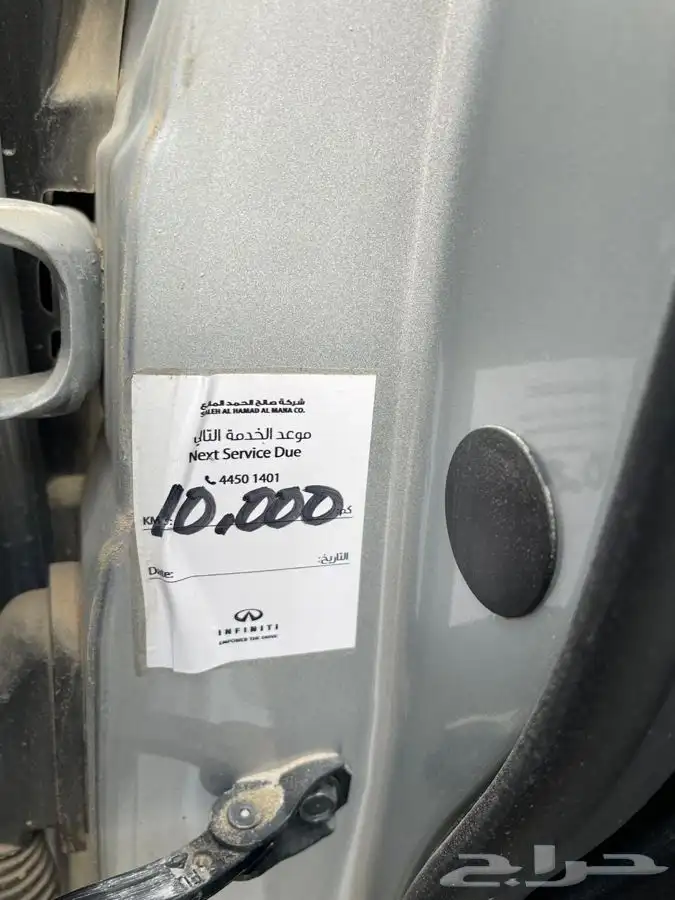 شركة صالح الحمد المانع
SALEH AL HAMAD AL MANA CO.
موعد الخدمة التالي
Next Service Due
4450 1401
KM's: 10,000 كم:
التاريخ:
Date:
INFINITI
EMPOWER THE DRIVE
حراج